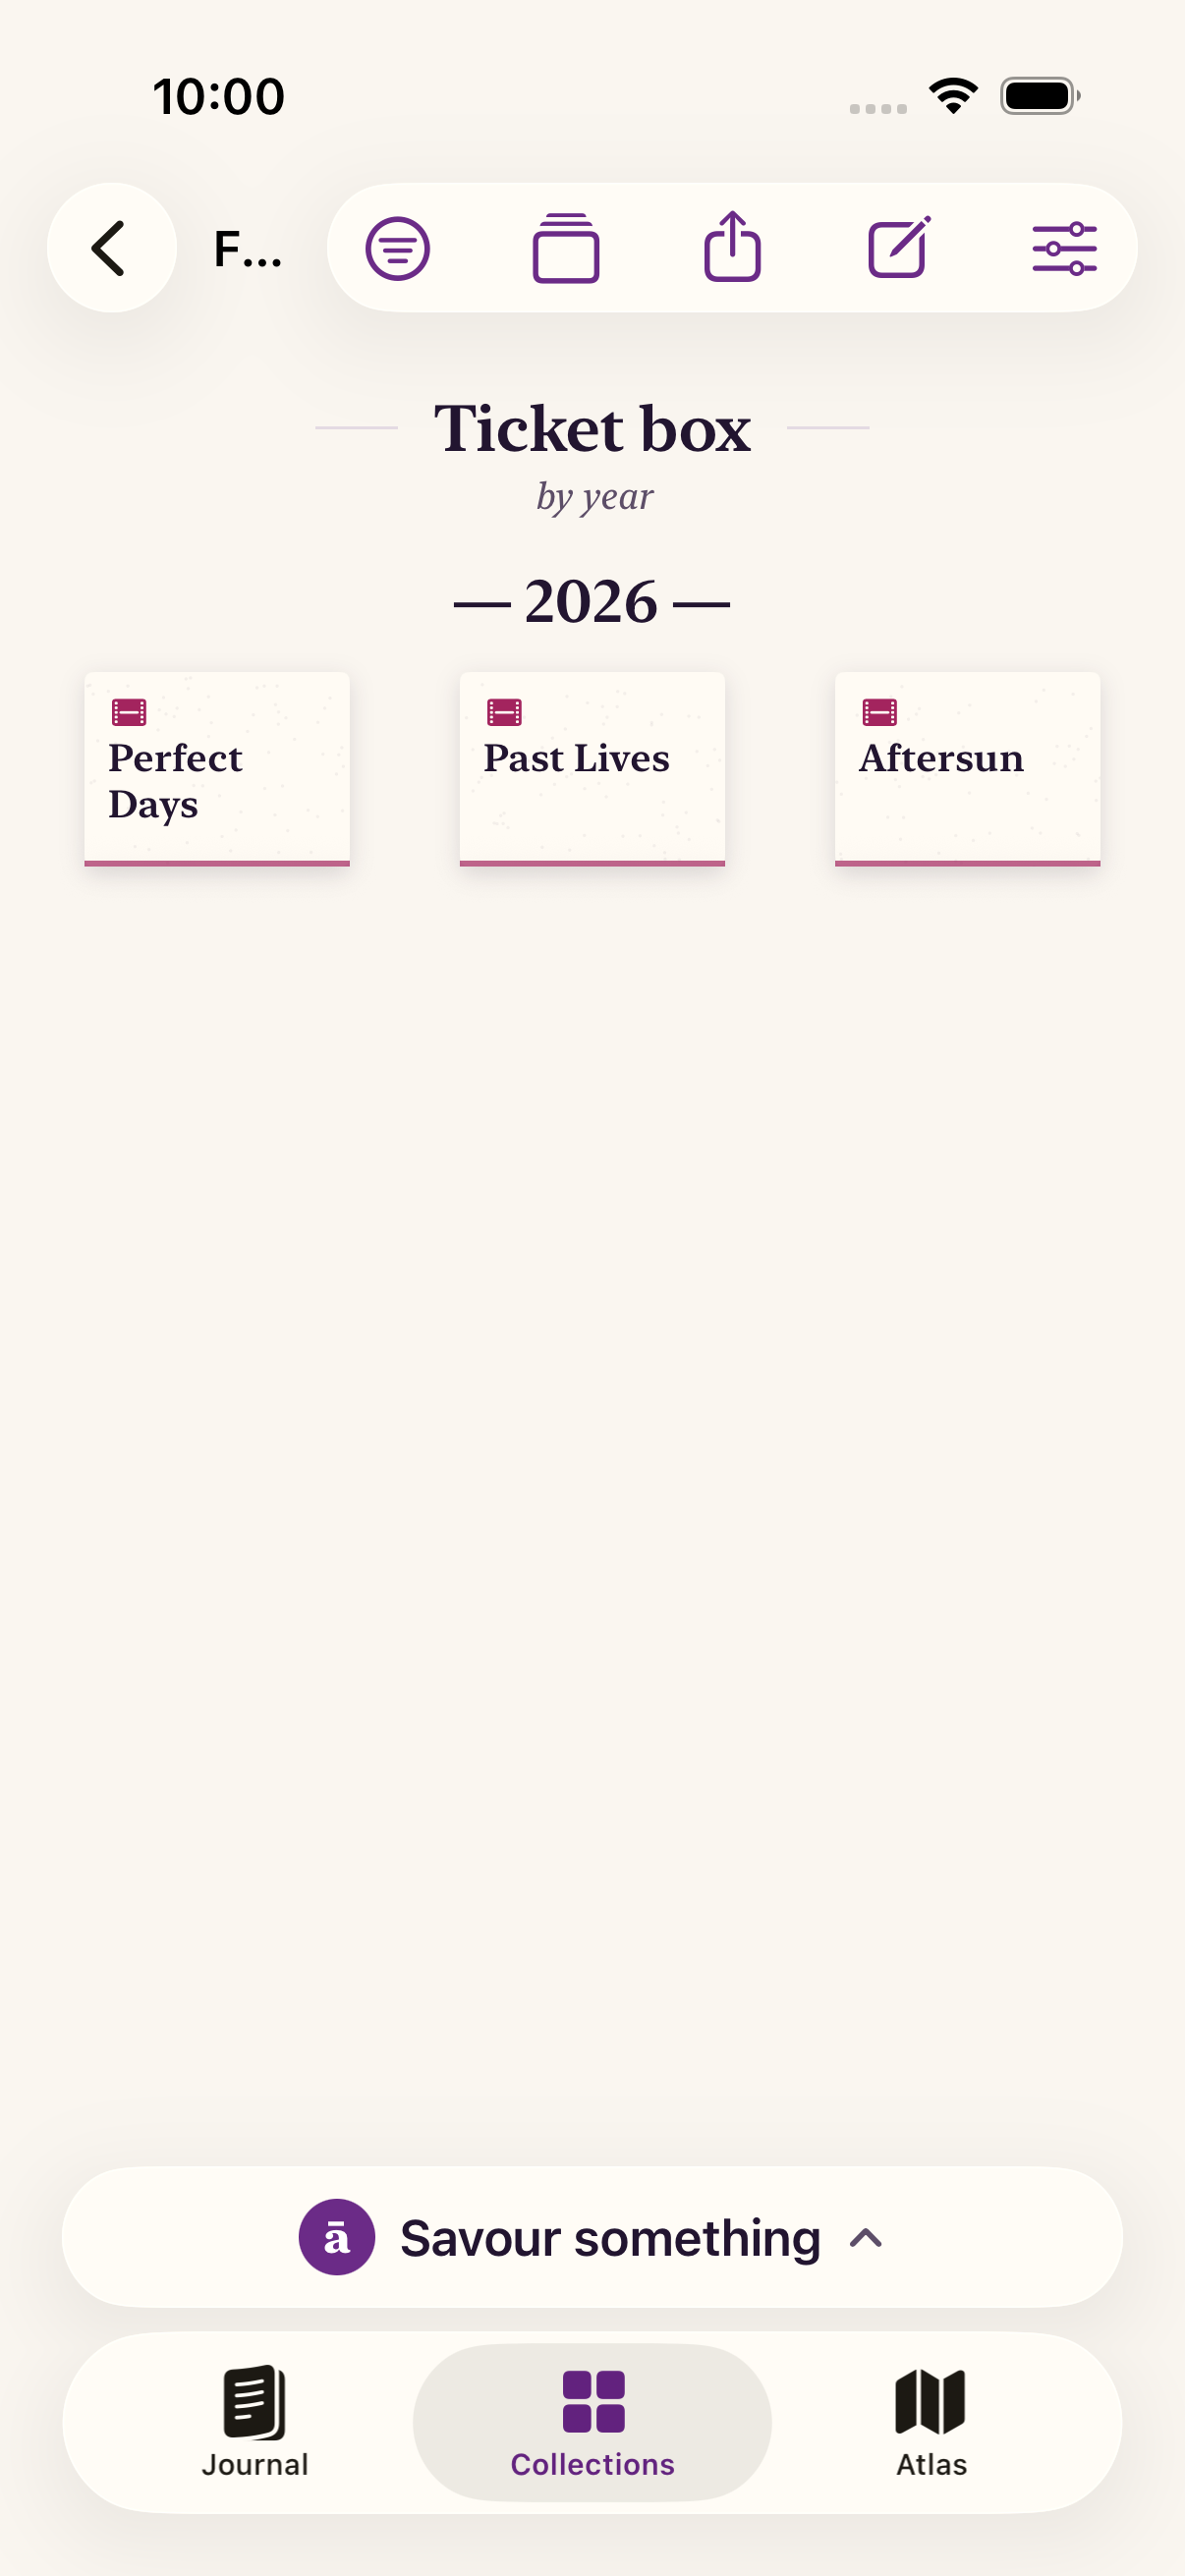 10:00
F...
Ticket box
by year
— 2026 —
Perfect
Days
Past Lives
Aftersun
ā
Savour something
Journal
Collections
Atlas